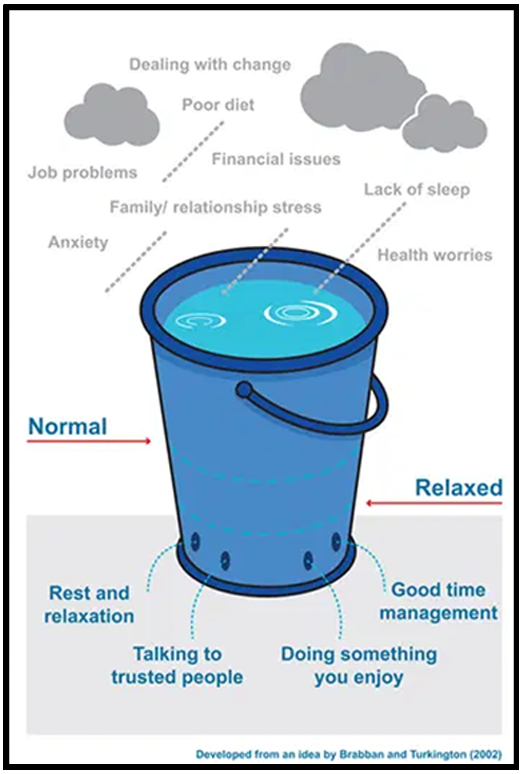 Dealing with change
Poor diet
Financial issues
Job problems
Lack of sleep
Family/ relationship stress
Anxiety
Health worries
Normal
Relaxed
Rest and
relaxation
Good time
management
Talking to
trusted people
Doing something
you enjoy
Developed from an idea by Brabban and Turkington (2002)